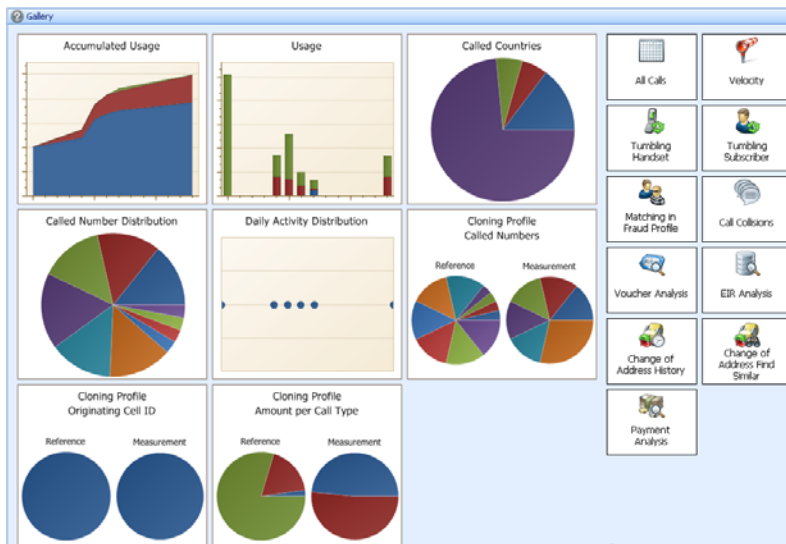 Gallery
Accumulated Usage
Usage
Called Countries
All Calls
Velocity
Tumbling
Handset
Tumbling
Subscriber
Called Number Distribution
Daily Activity Distribution
Cloning Profile
Called Numbers
Reference
Measurement
Matching in
Fraud Profile
Call Collisions
Voucher Analysis
EIR Analysis
Change of
Address History
Change of
Address Find
Similar
Cloning Profile
Originating Cell ID
Reference
Measurement
Cloning Profile
Amount per Call Type
Reference
Measurement
Payment
Analysis